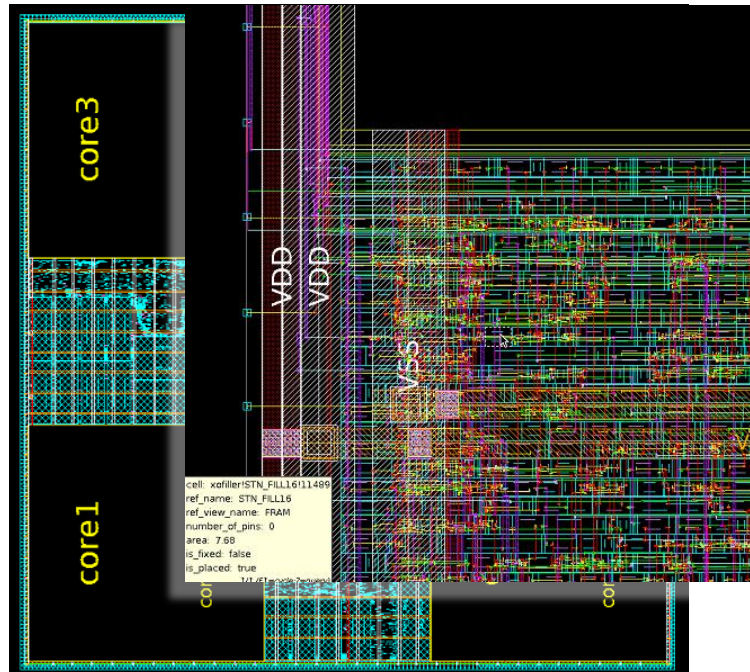 core3
VDD
VDD
VSS
V
cell: xofiller!STN_FILL16!11489
ref_name: STN_FILL16
ref_view_name: FRAM
number_of_pins: 0
area: 7.68
is_fixed: false
is_placed: true
core1